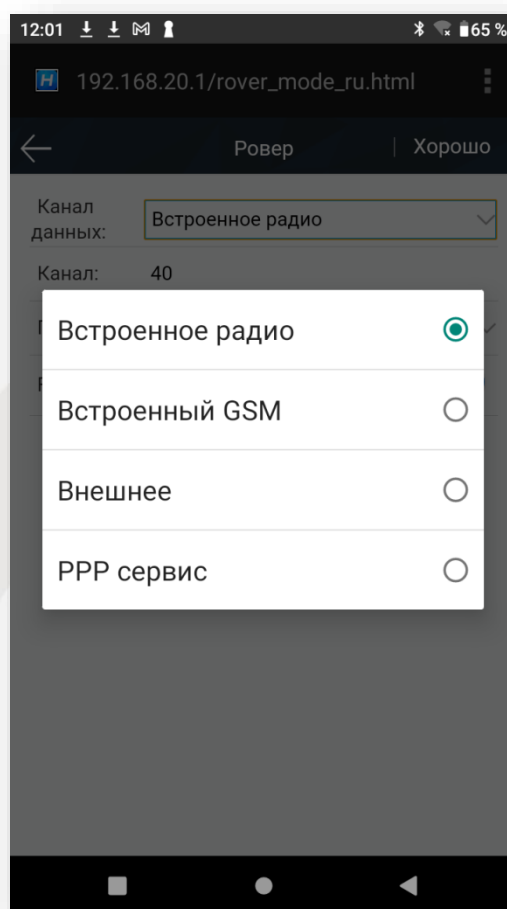 12:01 65 %
H 192.168.20.1/rover_mode_ru.html
Ровер | Хорошо
Канал
данных:
Встроенное радио
Канал: 40
Встроенное радио
Встроенный GSM
Внешнее
PPP сервис